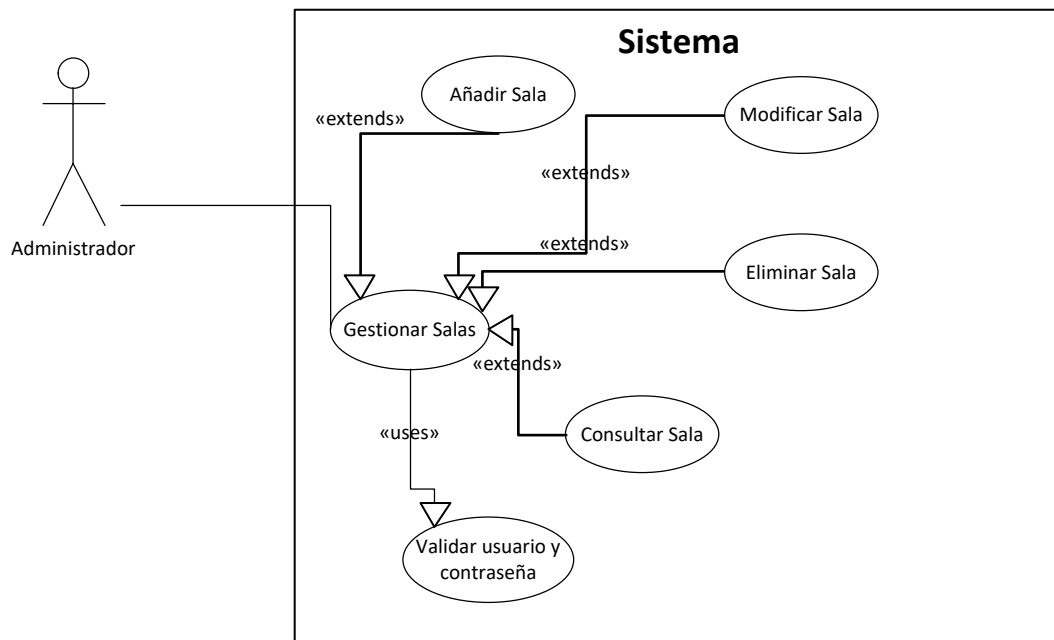 Sistema
Añadir Sala
Modificar Sala
«extends»
«extends»
Administrador
«extends»
Eliminar Sala
Gestionar Salas
«extends»
«uses»
Consultar Sala
Validar usuario y
contraseña